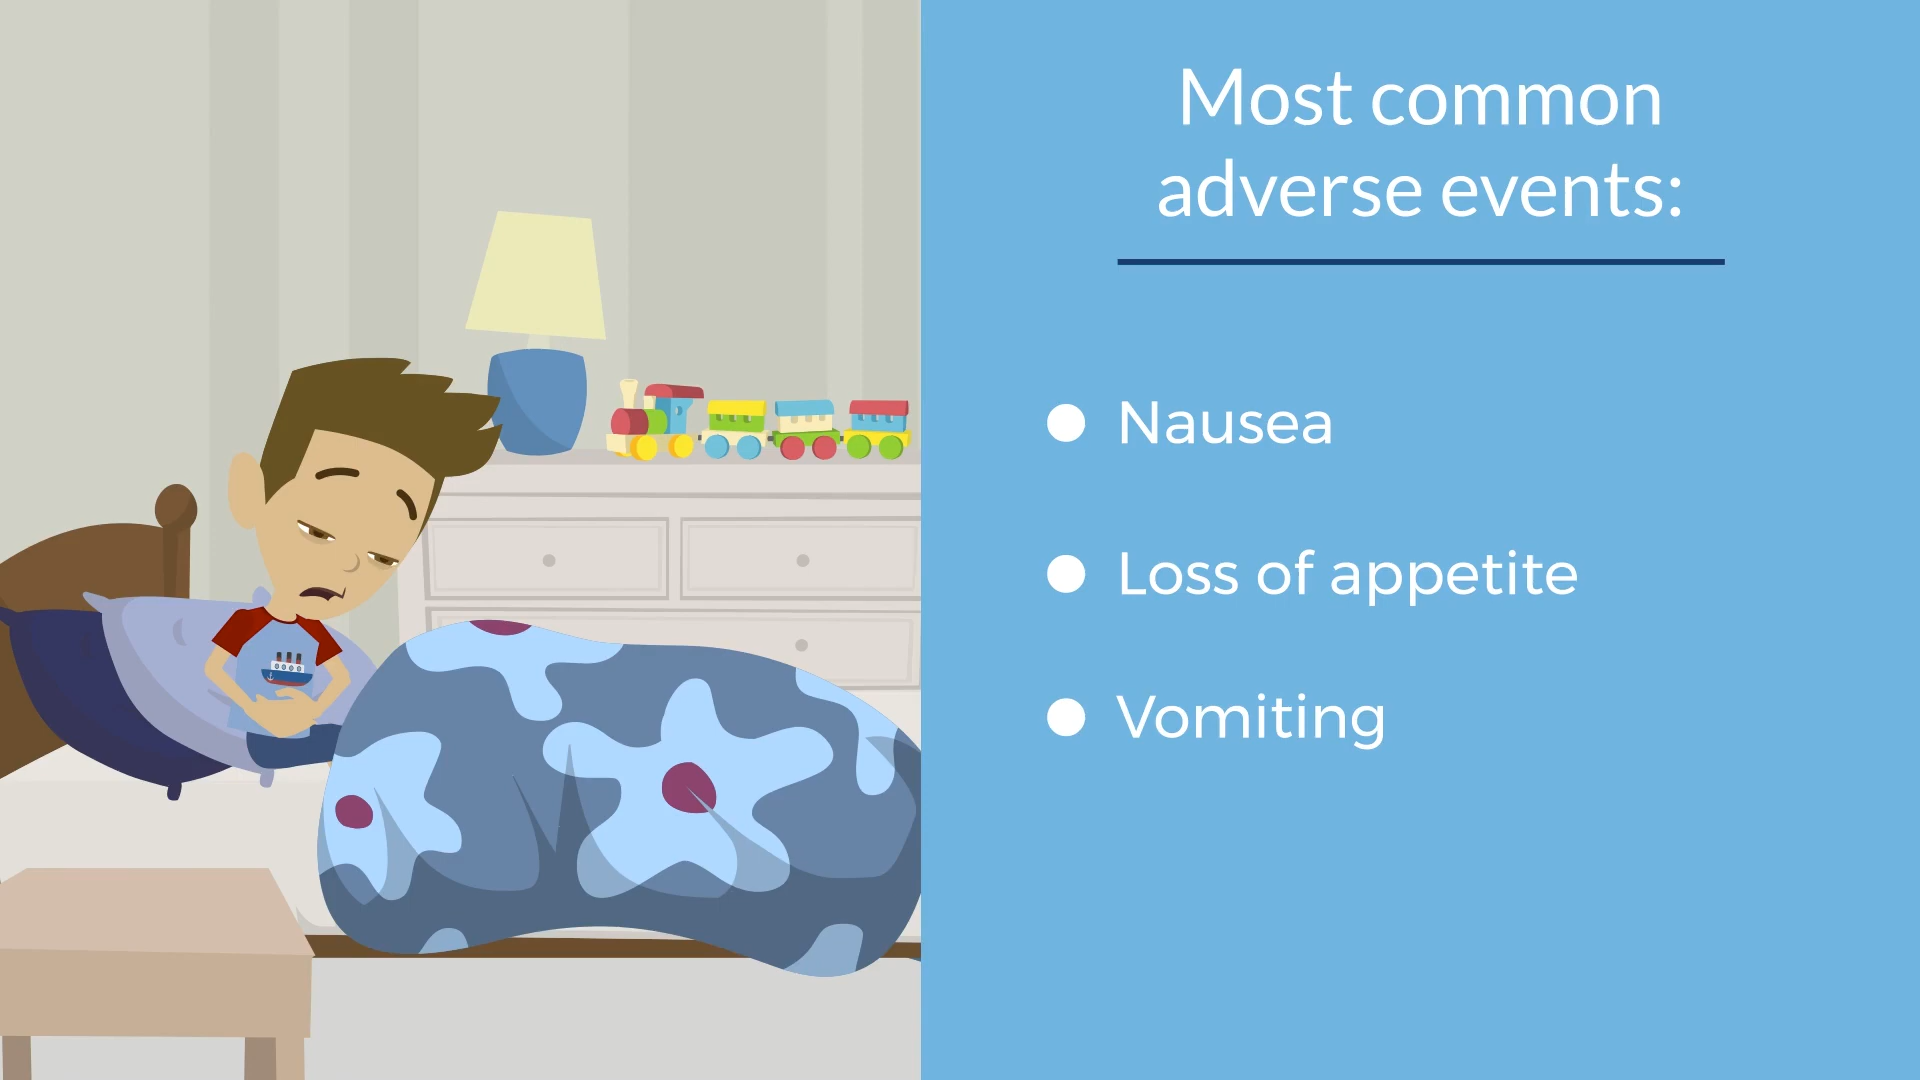 Most common
adverse events:
Nausea
Loss of appetite
Vomiting